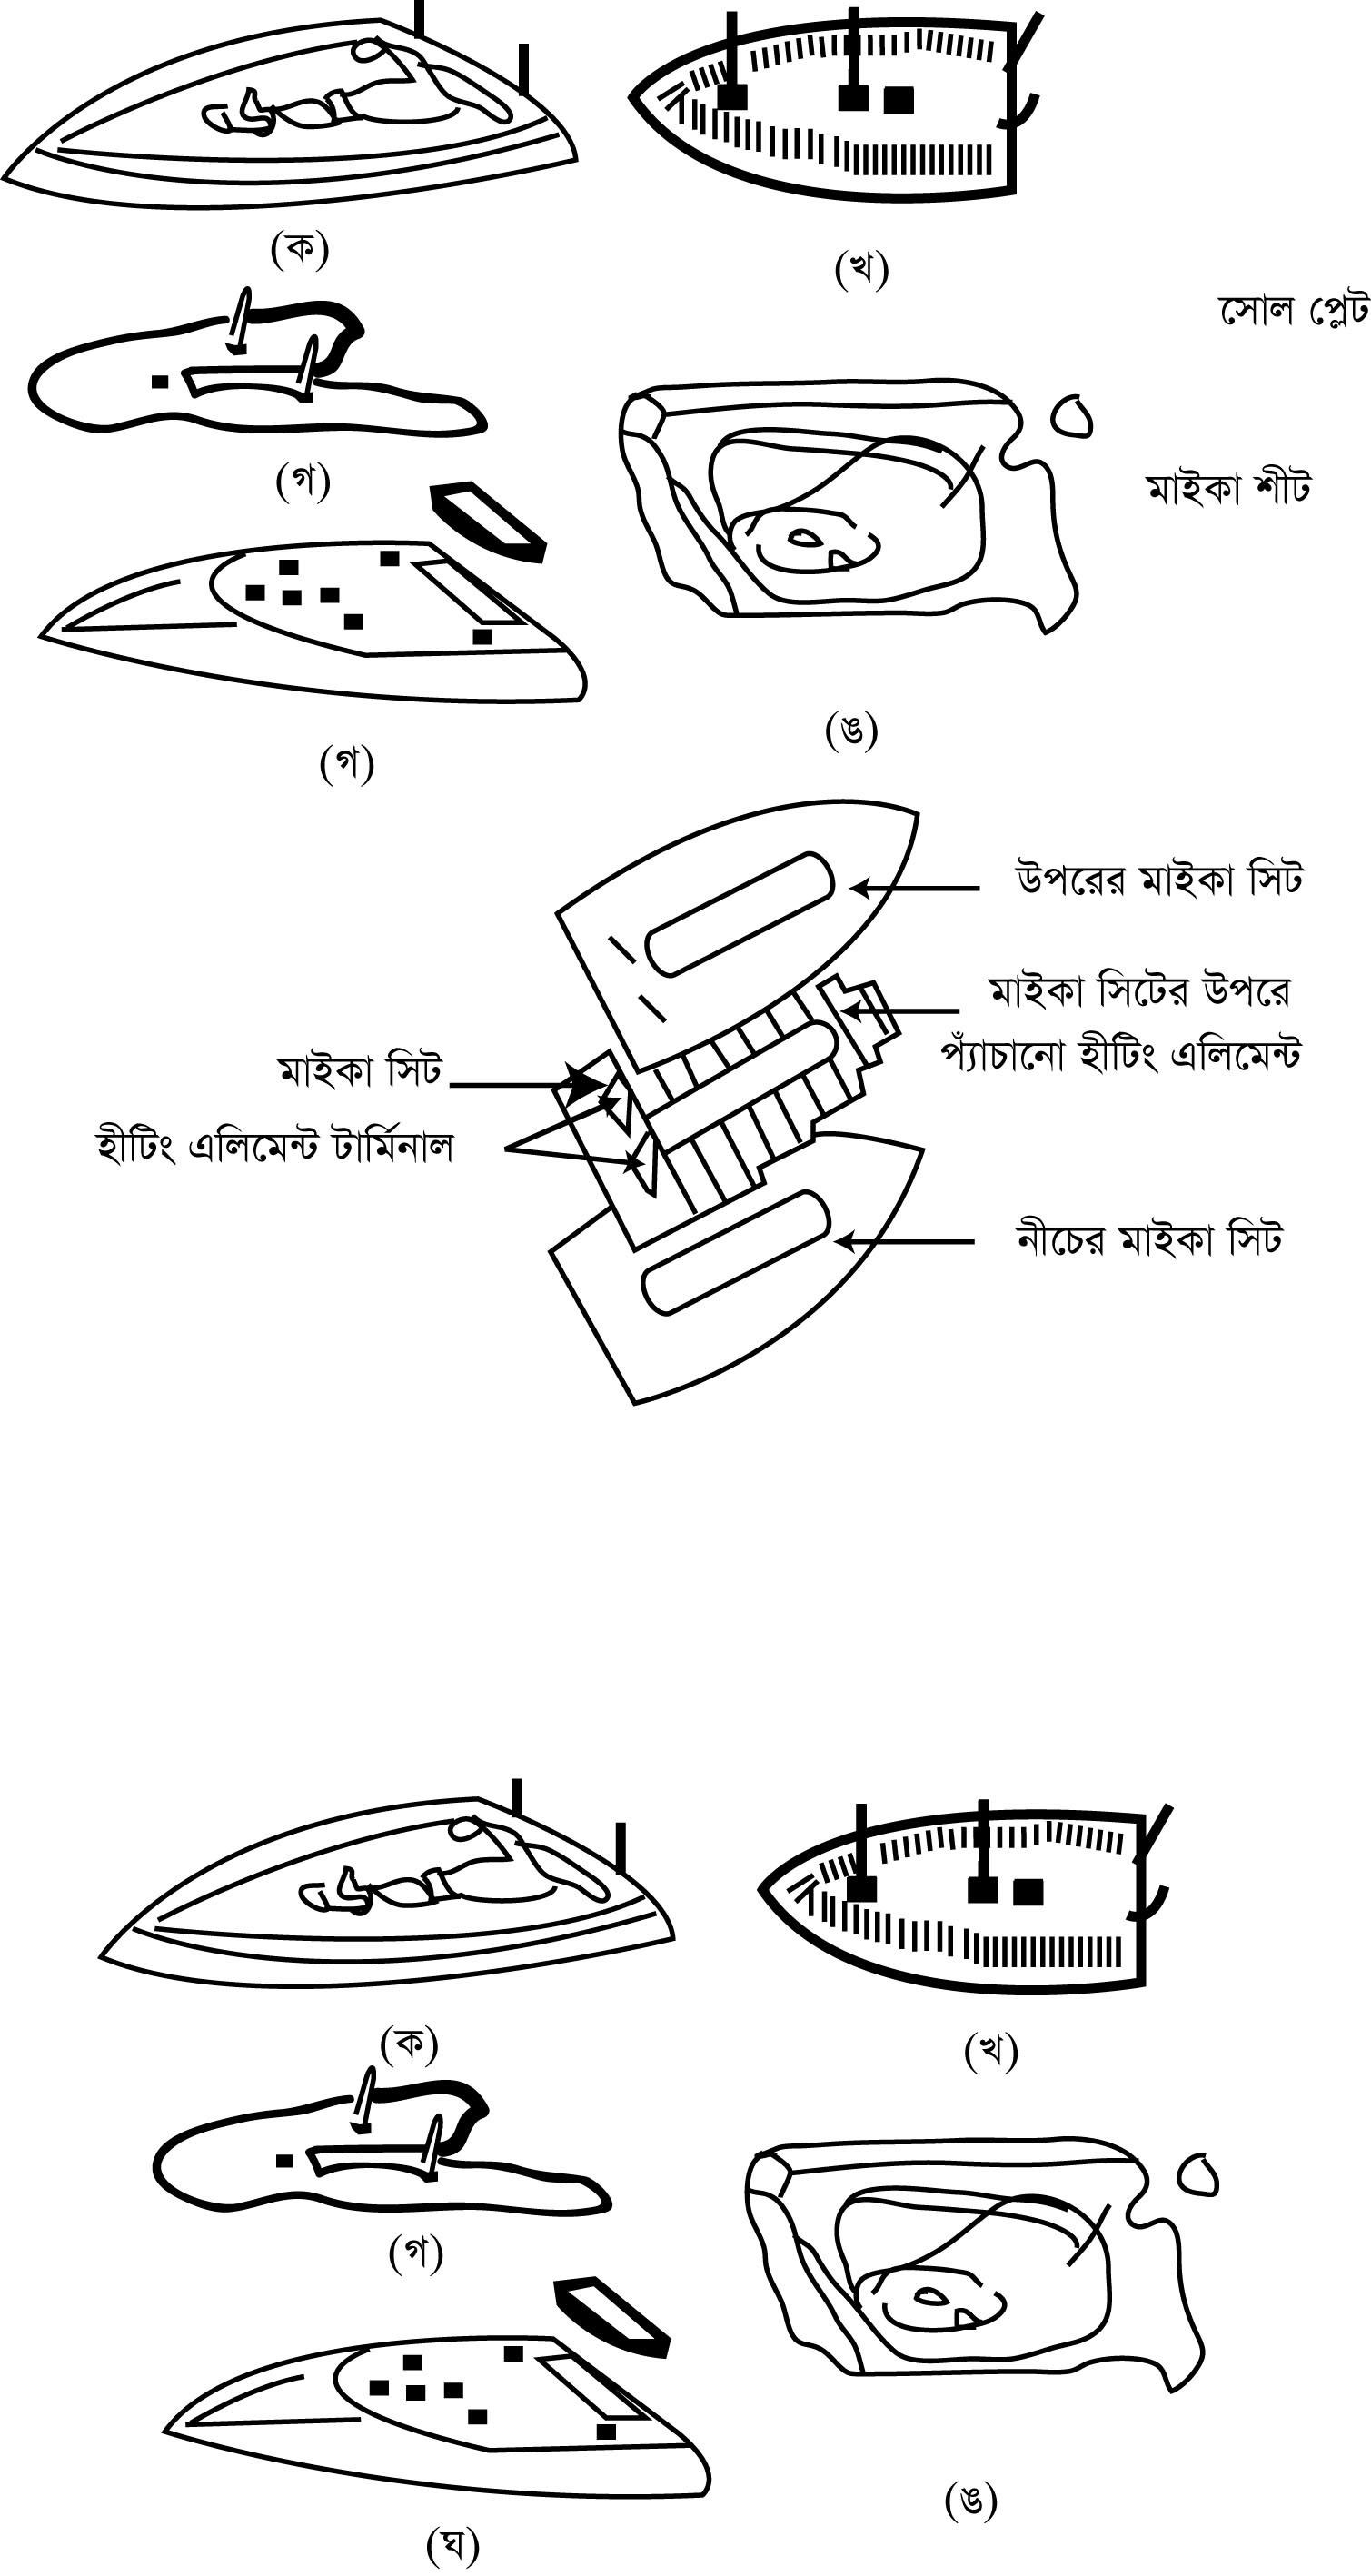 (ক)
(খ)
সোল প্লেট
(গ)
মাইকা শীট
(গ)
(ঙ)
উপরের মাইকা সিট
মাইকা সিটের উপরে
প্যাঁচানো হীটিং এলিমেন্ট
মাইকা সিট
হীটিং এলিমেন্ট টার্মিনাল
নীচের মাইকা সিট
(ক)
(খ)
(গ)
(ঙ)
(ঘ)